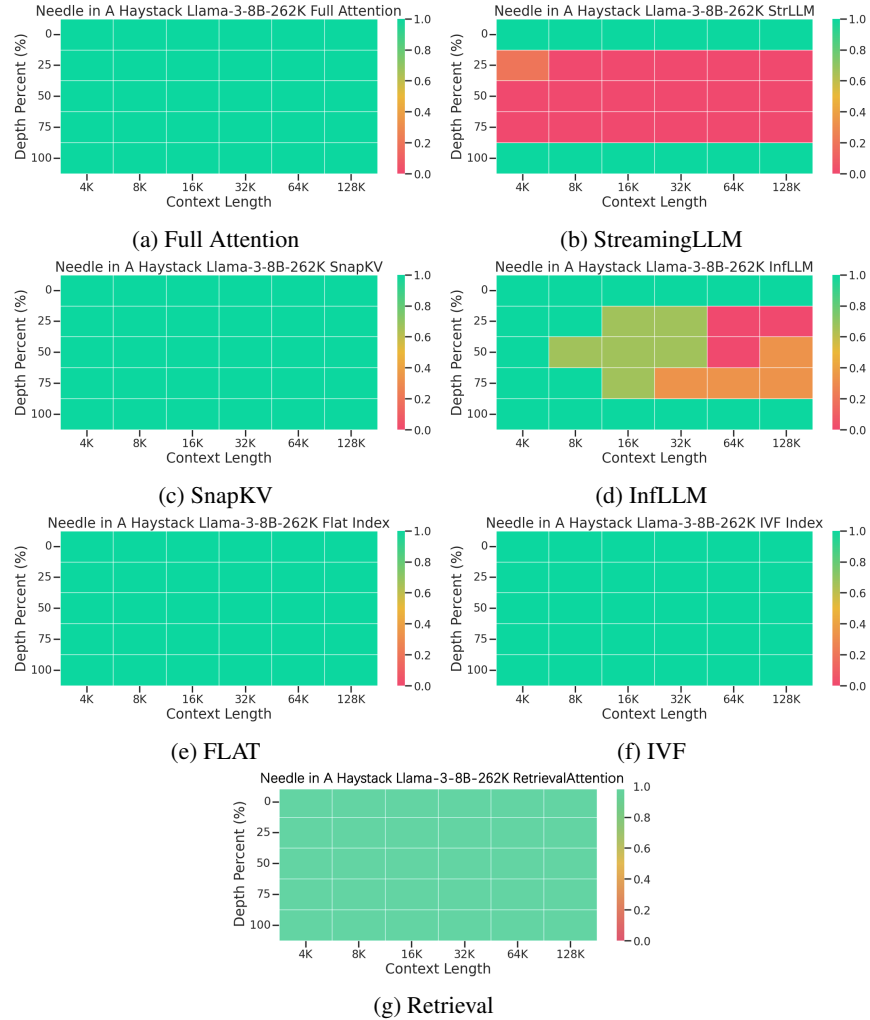 Needle in A Haystack Llama-3-8B-262K Full Attention
Depth Percent (%)
0
25
50
75
100
4K 8K 16K 32K 64K 128K
Context Length
1.0
0.8
0.6
0.4
0.2
0.0
(a) Full Attention
Needle in A Haystack Llama-3-8B-262K StrLLM
Depth Percent (%)
0
25
50
75
100
4K 8K 16K 32K 64K 128K
Context Length
1.0
0.8
0.6
0.4
0.2
0.0
(b) StreamingLLM
Needle in A Haystack Llama-3-8B-262K SnapKV
Depth Percent (%)
0
25
50
75
100
4K 8K 16K 32K 64K 128K
Context Length
1.0
0.8
0.6
0.4
0.2
0.0
(c) SnapKV
Needle in A Haystack Llama-3-8B-262K InfLLM
Depth Percent (%)
0
25
50
75
100
4K 8K 16K 32K 64K 128K
Context Length
1.0
0.8
0.6
0.4
0.2
0.0
(d) InfLLM
Needle in A Haystack Llama-3-8B-262K Flat Index
Depth Percent (%)
0
25
50
75
100
4K 8K 16K 32K 64K 128K
Context Length
1.0
0.8
0.6
0.4
0.2
0.0
(e) FLAT
Needle in A Haystack Llama-3-8B-262K IVF Index
Depth Percent (%)
0
25
50
75
100
4K 8K 16K 32K 64K 128K
Context Length
1.0
0.8
0.6
0.4
0.2
0.0
(f) IVF
Needle in A Haystack Llama-3-8B-262K RetrievalAttention
Depth Percent (%)
0
25
50
75
100
4K 8K 16K 32K 64K 128K
Context Length
1.0
0.8
0.6
0.4
0.2
0.0
(g) Retrieval